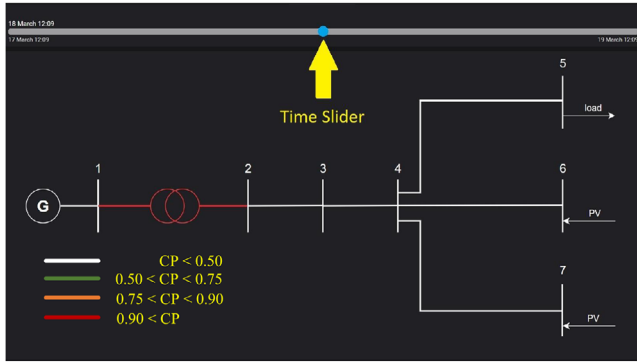 18 March 12:09
17 March 12:09
19 March 12:09
Time Slider
5
load
1
2
3
4
6
G
PV
CP < 0.50
0.50 < CP < 0.75
0.75 < CP < 0.90
0.90 < CP
7
PV